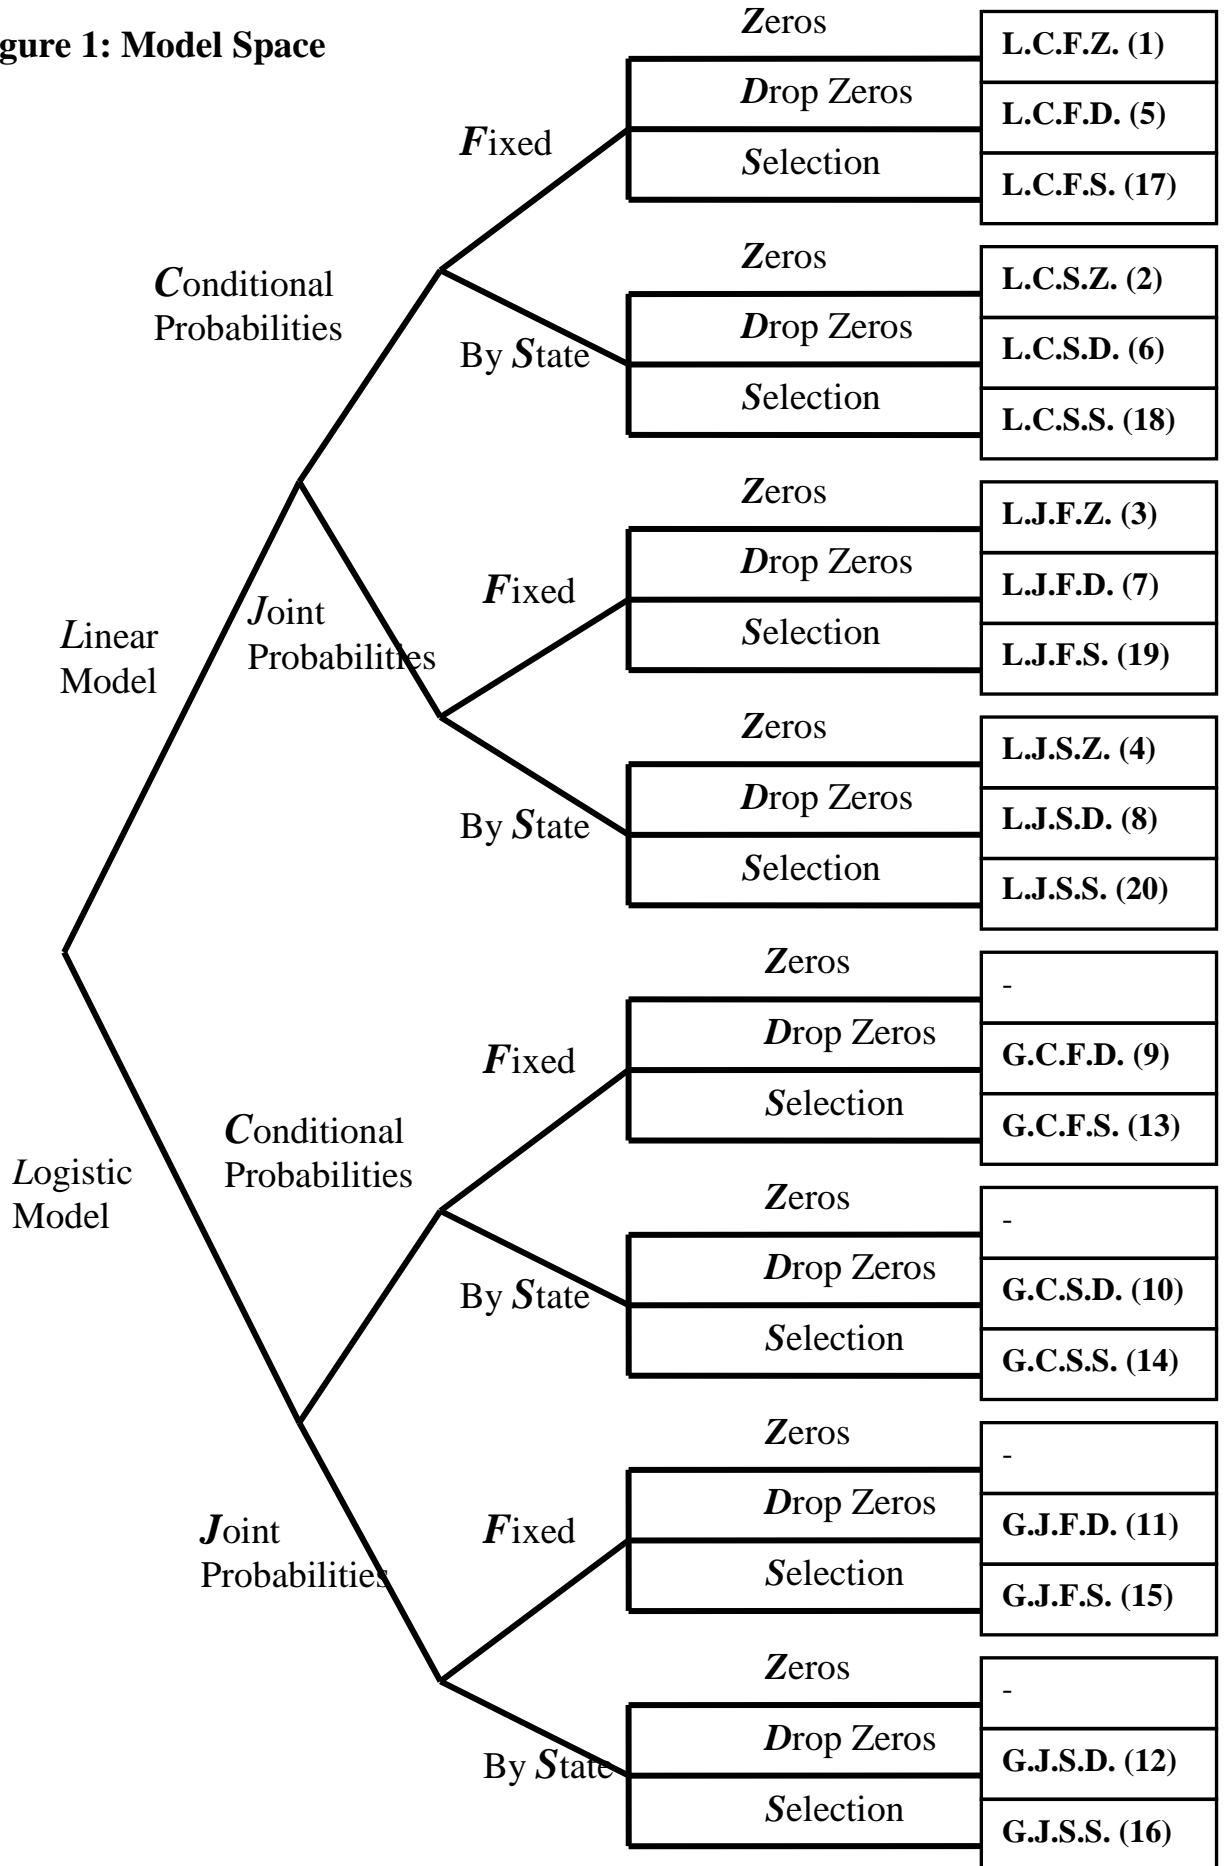 gure 1: Model Space
Zeros
L.C.F.Z. (1)
Drop Zeros
L.C.F.D. (5)
Fixed
Selection
L.C.F.S. (17)
Conditional
Probabilities
Zeros
L.C.S.Z. (2)
Drop Zeros
By State
L.C.S.D. (6)
Selection
L.C.S.S. (18)
Linear
Model
Joint
Probabilities
Zeros
L.J.F.Z. (3)
Drop Zeros
Fixed
L.J.F.D. (7)
Selection
L.J.F.S. (19)
Zeros
L.J.S.Z. (4)
Drop Zeros
By State
L.J.S.D. (8)
Selection
L.J.S.S. (20)
Logistic
Model
Conditional
Probabilities
Zeros
-
Drop Zeros
Fixed
G.C.F.D. (9)
Selection
G.C.F.S. (13)
Zeros
-
Drop Zeros
By State
G.C.S.D. (10)
Selection
G.C.S.S. (14)
Joint
Probabilities
Zeros
-
Drop Zeros
Fixed
G.J.F.D. (11)
Selection
G.J.F.S. (15)
Zeros
-
Drop Zeros
By State
G.J.S.D. (12)
Selection
G.J.S.S. (16)